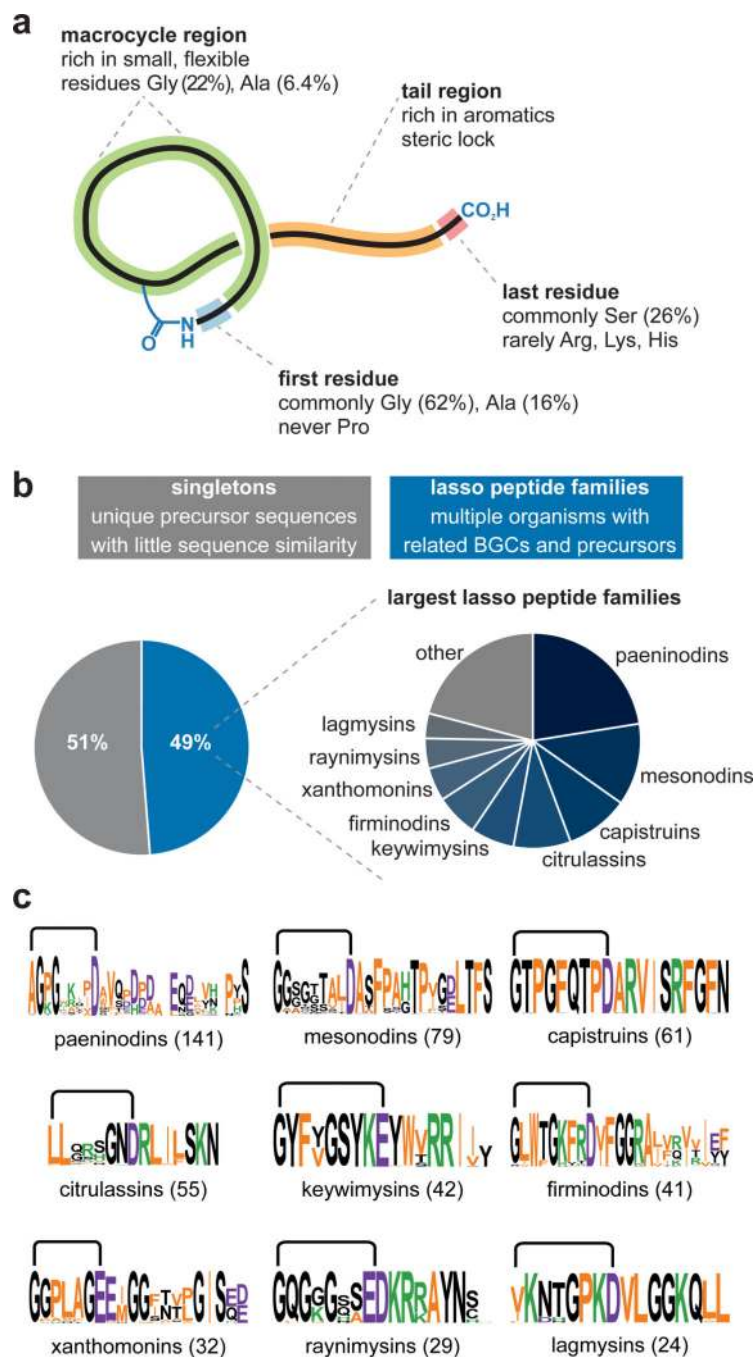 a
macrocycle region
rich in small, flexible
residues Gly (22%), Ala (6.4%)
tail region
rich in aromatics
steric lock
CO₂H
O
N
H
last residue
commonly Ser (26%)
rarely Arg, Lys, His
first residue
commonly Gly (62%), Ala (16%)
never Pro
b
singletons
unique precursor sequences
with little sequence similarity
lasso peptide families
multiple organisms with
related BGCs and precursors
largest lasso peptide families
51%
49%
other
paeninodins
lagmysins
raynimysins
xanthomonins
mesonodins
firminodins
capistruins
keywimysins
citrulassins
c
paeninodins (141)
mesonodins (79)
GTPGFQTPDARVISRFGFN
capistruins (61)
citrulassins (55)
keywimysins (42)
firminodins (41)
xanthomonins (32)
raynimysins (29)
lagmysins (24)